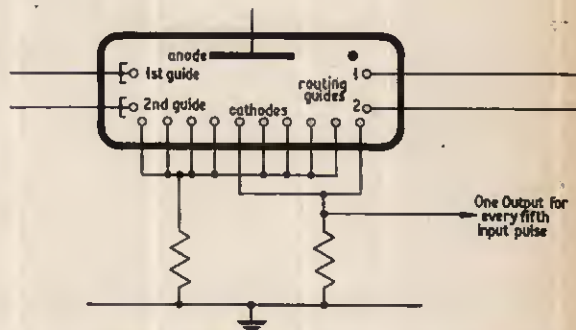 anode
1st guide
1
routing
guides
2nd guide
2
cathodes
One Output for
every fifth
input pulse